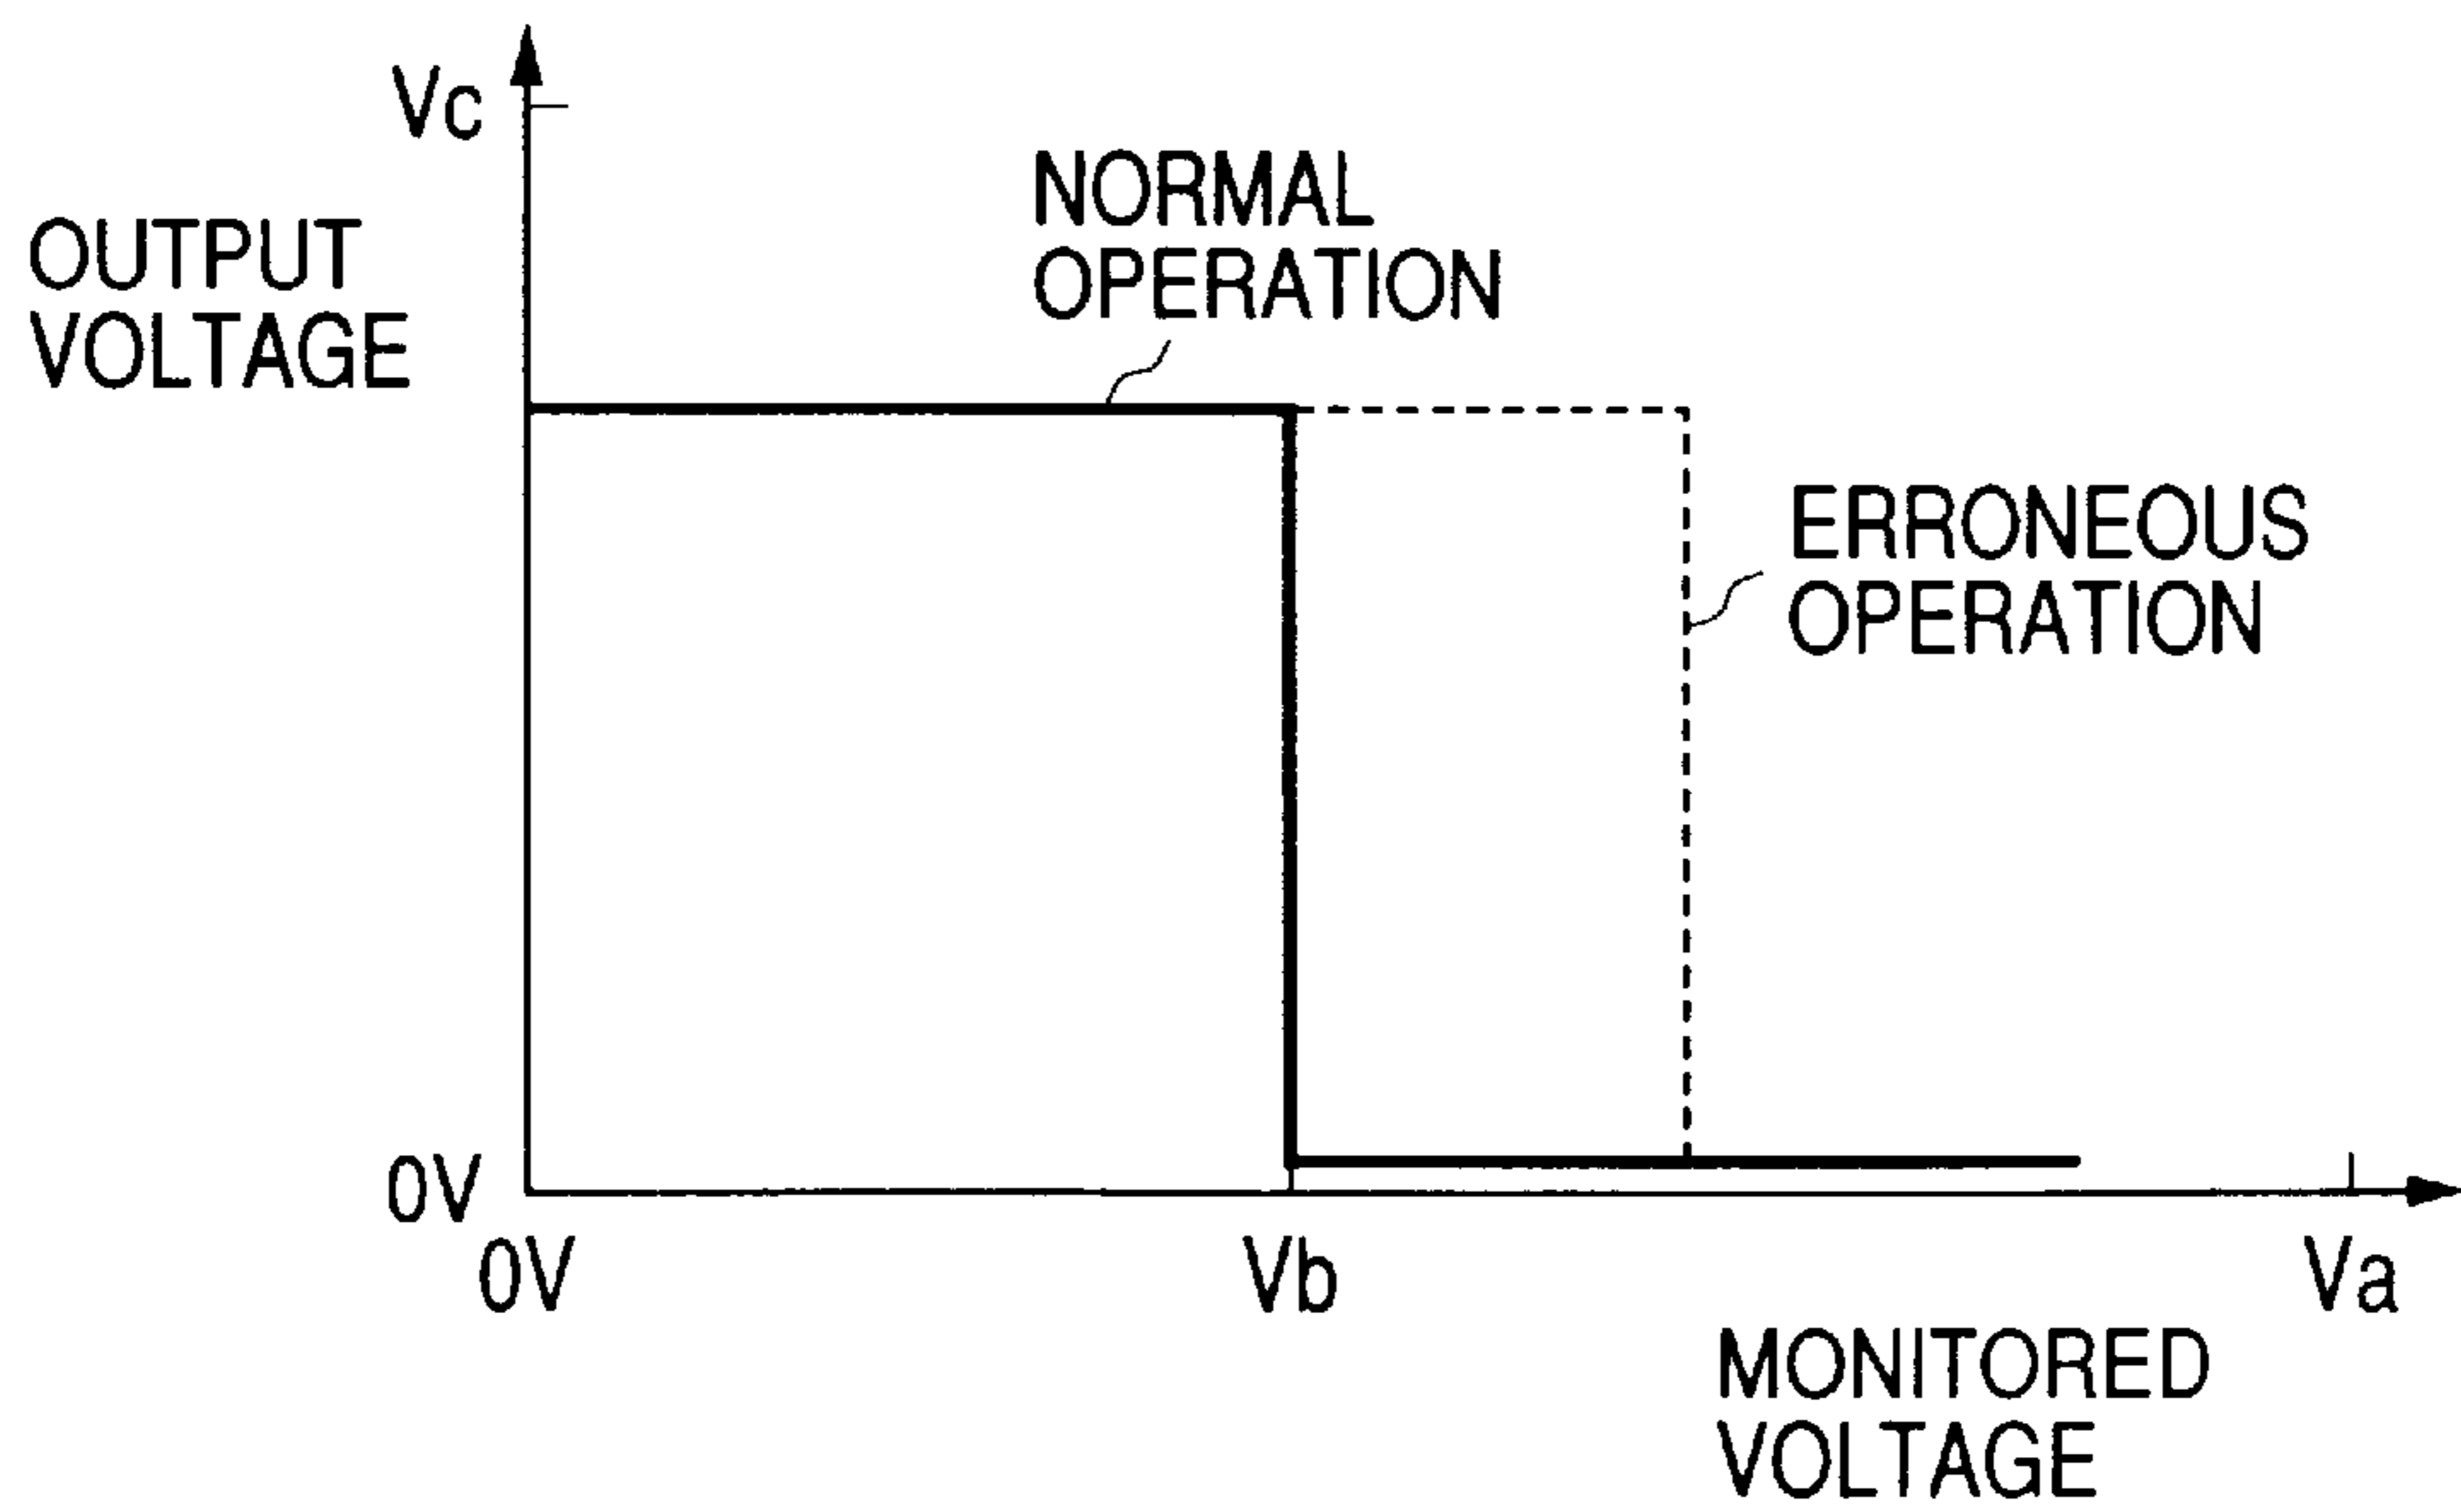 Vc
OUTPUT
VOLTAGE
NORMAL
OPERATION
ERRONEOUS
OPERATION
0V
0V
Vb
Va
MONITORED
VOLTAGE